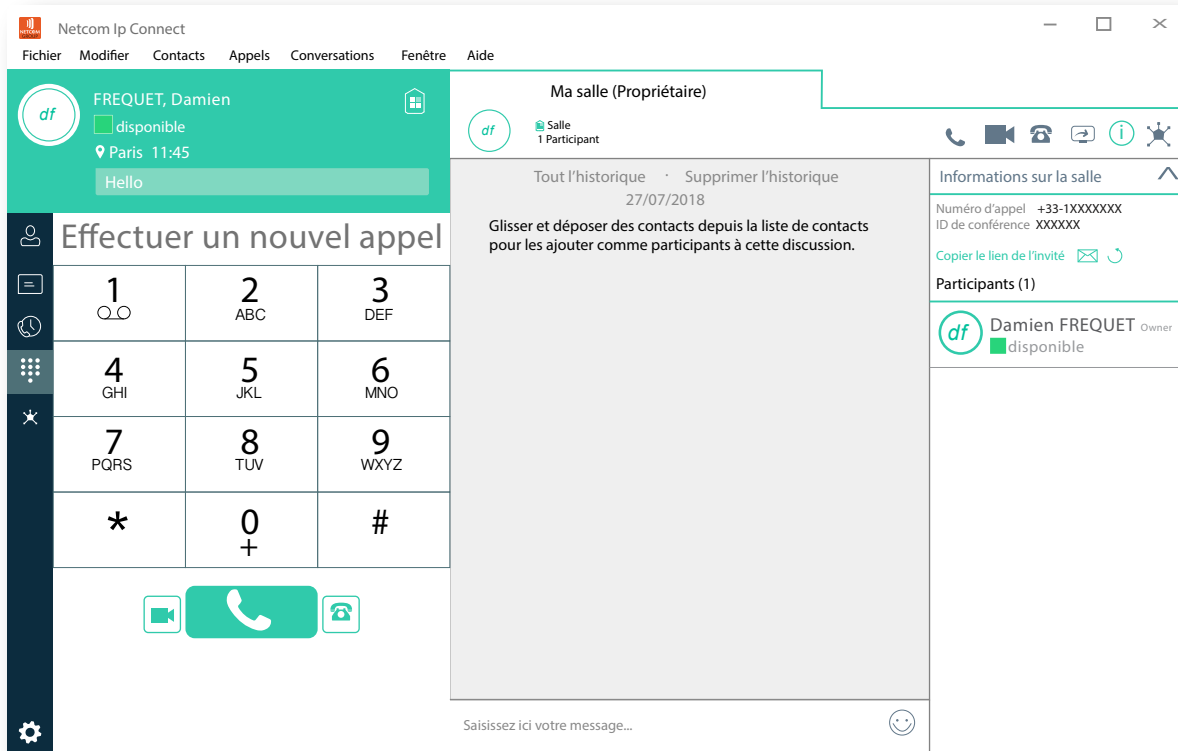 NETCOM GROUP
Netcom Ip Connect
Fichier Modifier Contacts Appels Conversations Fenêtre Aide
df
FREQUET, Damien
disponible
Paris 11:45
Hello
Effectuer un nouvel appel
1
2
ABC
3
DEF
4
GHI
5
JKL
6
MNO
7
PQRS
8
TUV
9
WXYZ
*
0
+
#
Ma salle (Propriétaire)
df
Salle
1 Participant
Tout l'historique · Supprimer l'historique
27/07/2018
Glisser et déposer des contacts depuis la liste de contacts
pour les ajouter comme participants à cette discussion.
Saisissez ici votre message...
Informations sur la salle
Numéro d'appel +33-1XXXXXXX
ID de conférence XXXXXX
Copier le lien de l'invité
Participants (1)
df
Damien FREQUET Owner
disponible